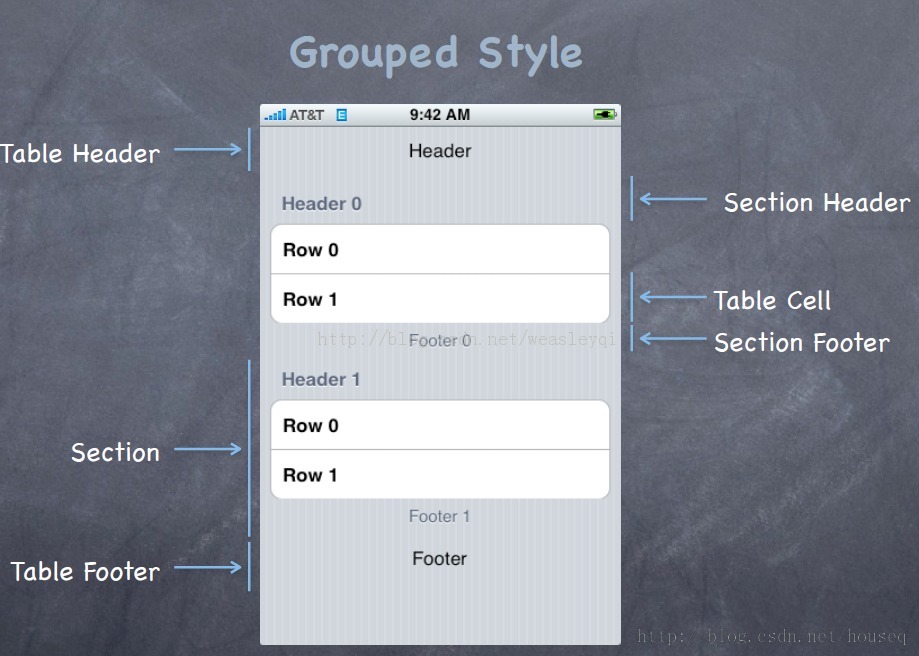 Grouped Style
AT&T E 9:42 AM
Table Header
Header
Header 0
Section Header
Row 0
Row 1
Table Cell
http://blog.csdn.net/weasleyqi
Footer 0
Section Footer
Header 1
Row 0
Section
Row 1
Footer 1
Footer
Table Footer
http://blog.csdn.net/houseq